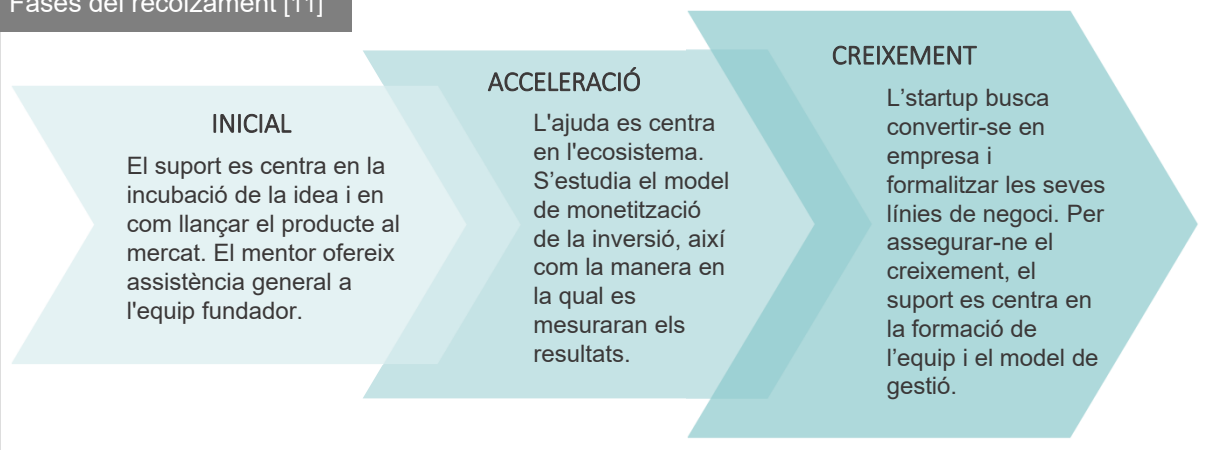 Fases del recolzament [11]
INICIAL
El suport es centra en la
incubació de la idea i en
com llançar el producte al
mercat. El mentor ofereix
assistència general a
l'equip fundador.
ACCELERACIÓ
L'ajuda es centra
en l'ecosistema.
S’estudia el model
de monetització
de la inversió, així
com la manera en
la qual es
mesuraran els
resultats.
CREIXEMENT
L’startup busca
convertir-se en
empresa i
formalitzar les seves
línies de negoci. Per
assegurar-ne el
creixement, el
suport es centra en
la formació de
l’equip i el model de
gestió.